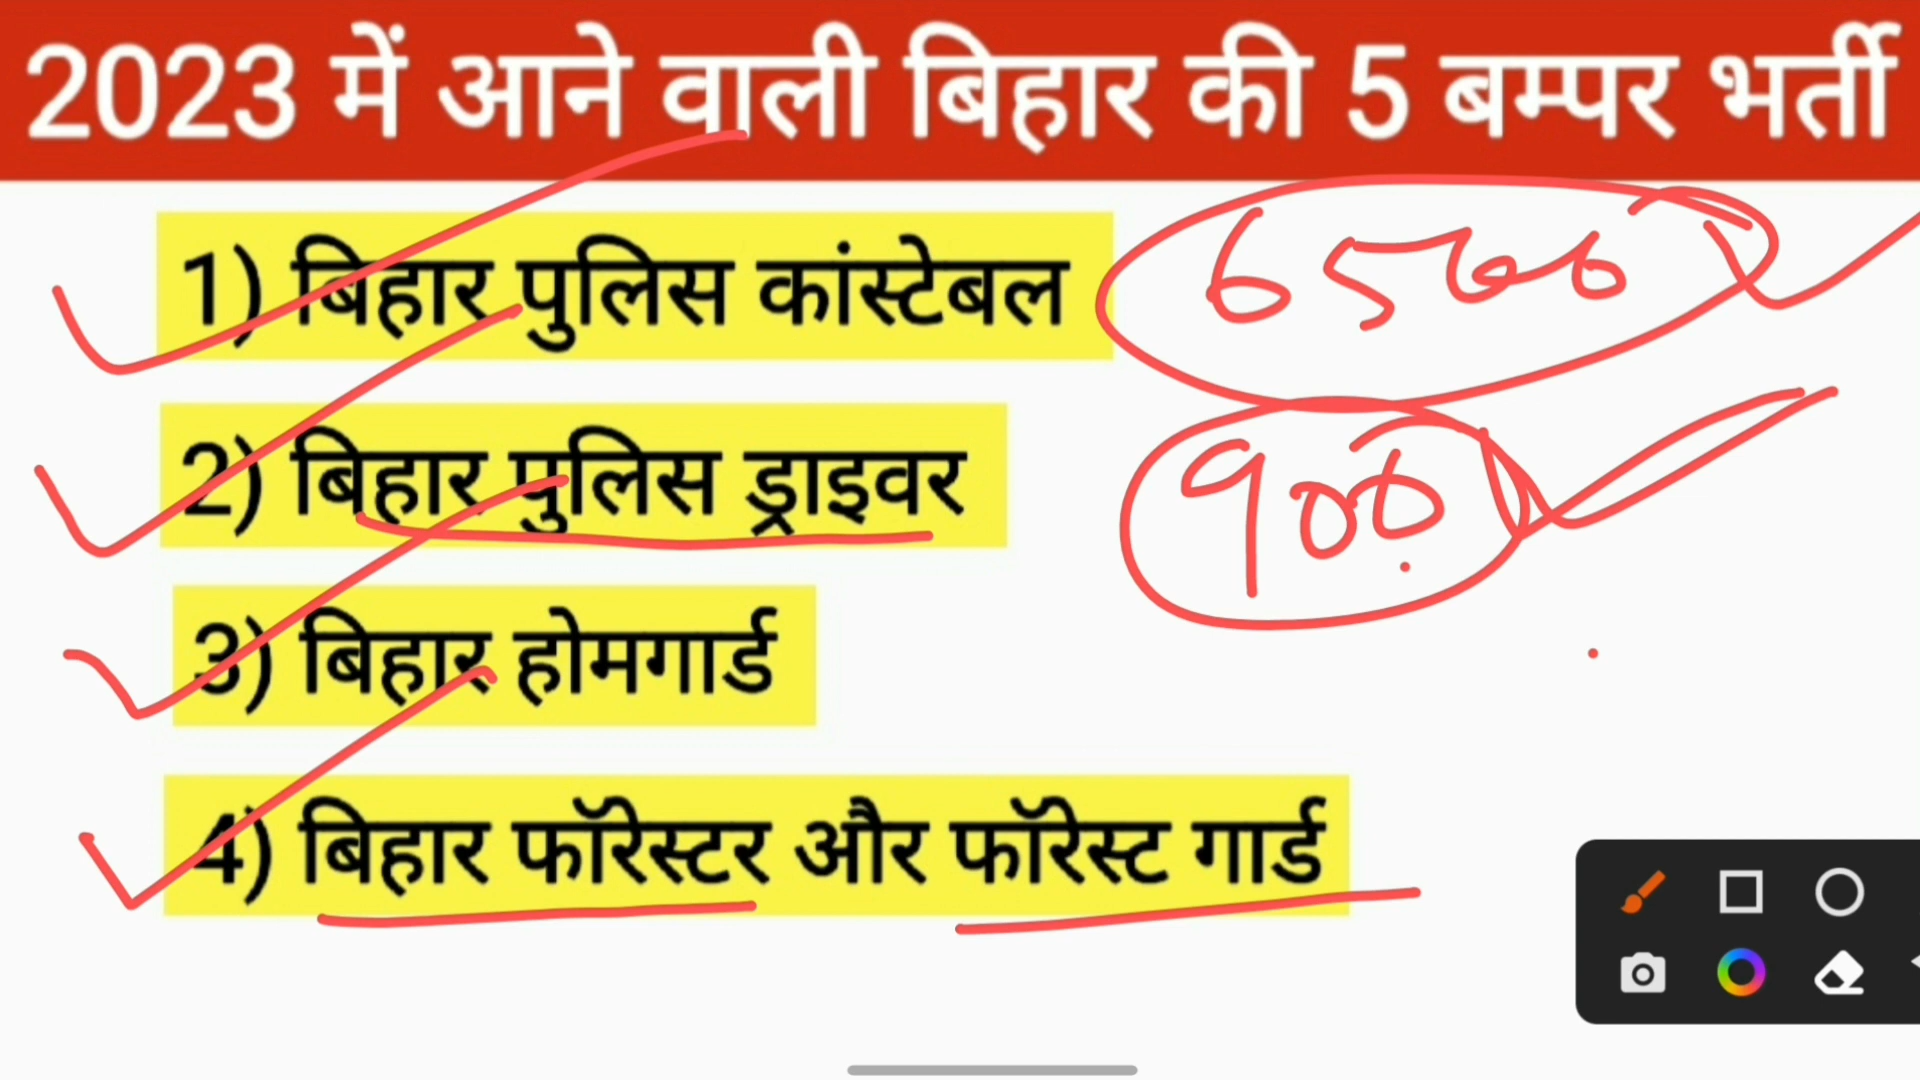 2023 में आने वाली बिहार की 5 बम्पर भर्ती
1) बिहार पुलिस कांस्टेबल 6500
2) बिहार पुलिस ड्राइवर 900
3) बिहार होमगार्ड
4) बिहार फॉरेस्टर और फॉरेस्ट गार्ड